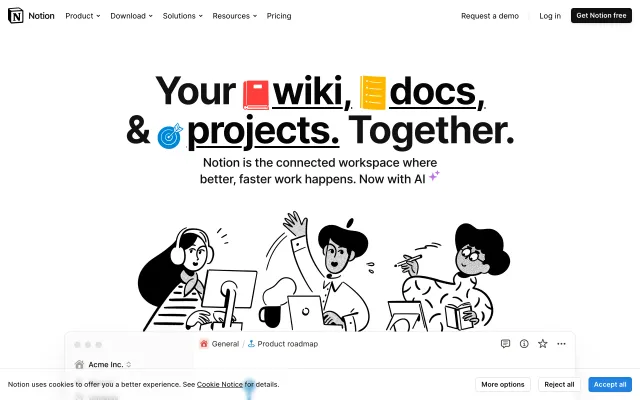 Notion Product Download Solutions Resources Pricing Request a demo Log in Get Notion free
Your wiki, docs,
& projects. Together.
Notion is the connected workspace where
better, faster work happens. Now with AI
General / Product roadmap
Acme Inc.
Notion uses cookies to offer you a better experience. See Cookie Notice for details. More options Reject all Accept all